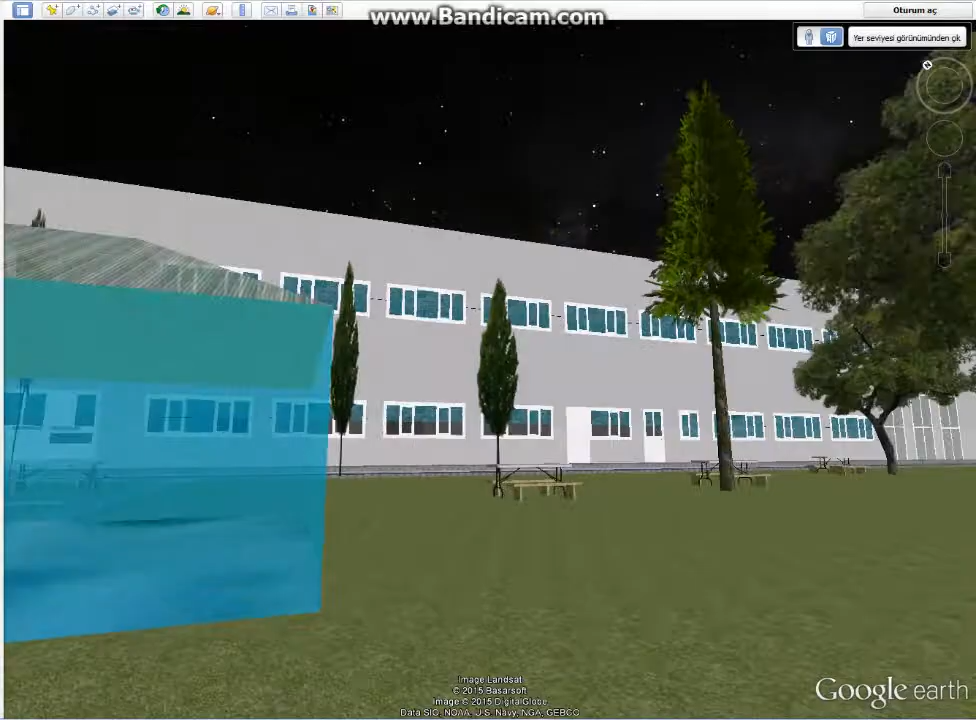 www.Bandicam.com
Oturum aç
Yer seviyesi görünümünden çık
Image Landsat
© 2015 Basarsoft
Image © 2015 DigitalGlobe
Data SIO, NOAA, U.S. Navy, NGA, GEBCO
Google earth